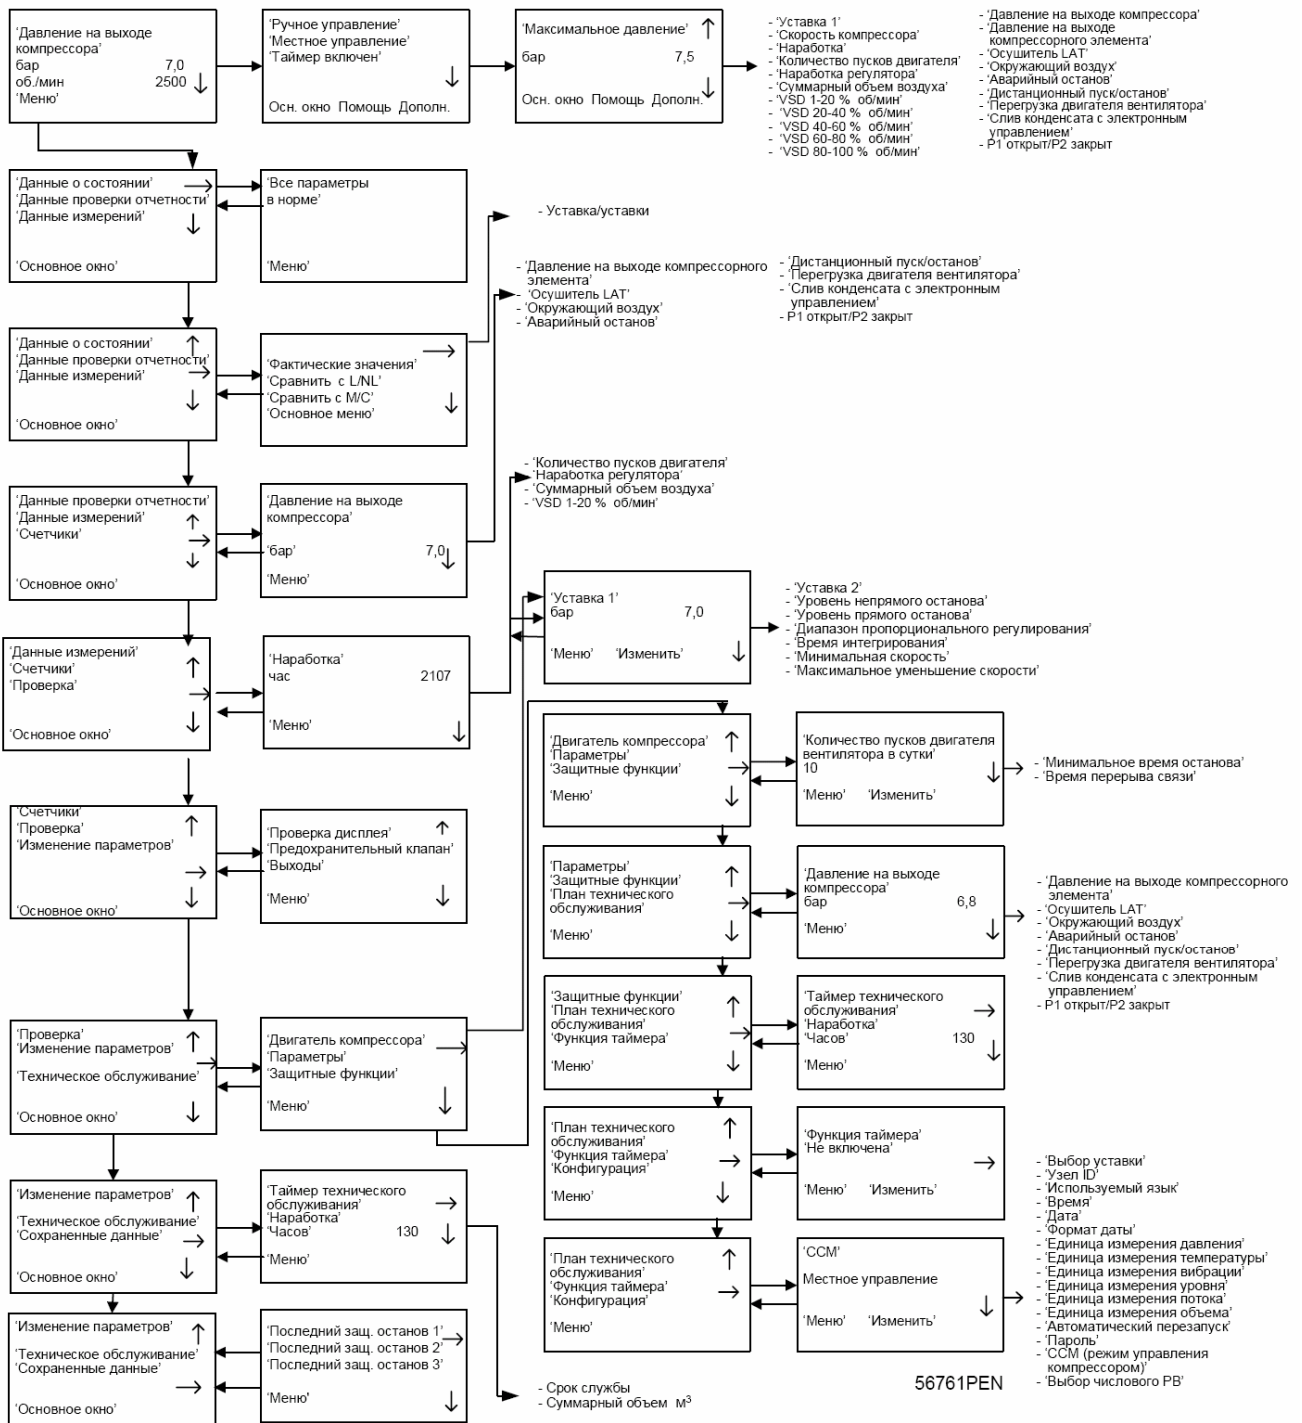 'Давление на выходе
компрессора'
бар 7,0
об./мин 2500
'Меню'
'Ручное управление'
'Местное управление'
'Таймер включен'
Осн. окно Помощь Дополн.
'Максимальное давление'
бар 7,5
Осн. окно Помощь Дополн.
- 'Уставка 1'
- 'Скорость компрессора'
- 'Наработка'
- 'Количество пусков двигателя'
- 'Наработка регулятора'
- 'Суммарный объем воздуха'
- 'VSD 1-20 % об/мин'
- 'VSD 20-40 % об/мин'
- 'VSD 40-60 % об/мин'
- 'VSD 60-80 % об/мин'
- 'VSD 80-100 % об/мин'
- 'Давление на выходе компрессора'
- 'Давление на выходе
компрессорного элемента'
- 'Осушитель LAT'
- 'Окружающий воздух'
- 'Аварийный останов'
- 'Дистанционный пуск/останов'
- 'Перегрузка двигателя вентилятора'
- 'Слив конденсата с электронным
управлением'
- P1 открыт/P2 закрыт
'Данные о состоянии'
'Данные проверки отчетности'
'Данные измерений'
'Основное окно'
'Все параметры
в норме'
'Меню'
- Уставка/уставки
- 'Давление на выходе компрессорного
элемента'
- 'Осушитель LAT'
- 'Окружающий воздух'
- 'Аварийный останов'
- 'Дистанционный пуск/останов'
- 'Перегрузка двигателя вентилятора'
- 'Слив конденсата с электронным
управлением'
- P1 открыт/P2 закрыт
'Данные о состоянии'
'Данные проверки отчетности'
'Данные измерений'
'Основное окно'
'Фактические значения'
'Сравнить с L/NL'
'Сравнить с M/C'
'Основное меню'
'Данные проверки отчетности'
'Данные измерений'
'Счетчики'
'Основное окно'
'Давление на выходе
компрессора'
'бар' 7,0
'Меню'
- 'Количество пусков двигателя'
- 'Наработка регулятора'
- 'Суммарный объем воздуха'
- 'VSD 1-20 % об/мин'
'Уставка 1'
бар 7,0
'Меню' 'Изменить'
- 'Уставка 2'
- 'Уровень непрямого останова'
- 'Уровень прямого останова'
- 'Диапазон пропорционального регулирования'
- 'Время интегрирования'
- 'Минимальная скорость'
- 'Максимальное уменьшение скорости'
'Данные измерений'
'Счетчики'
'Проверка'
'Основное окно'
'Наработка'
час 2107
'Меню'
'Двигатель компрессора'
'Параметры'
'Защитные функции'
'Меню'
'Количество пусков двигателя
вентилятора в сутки'
10
'Меню' 'Изменить'
- 'Минимальное время останова'
- 'Время перерыва связи'
'Счетчики'
'Проверка'
'Изменение параметров'
'Основное окно'
'Проверка дисплея'
'Предохранительный клапан'
'Выходы'
'Меню'
'Параметры'
'Защитные функции'
'План технического
обслуживания'
'Меню'
'Давление на выходе
компрессора'
бар 6,8
'Меню'
- 'Давление на выходе компрессорного
элемента'
- 'Осушитель LAT'
- 'Окружающий воздух'
- 'Аварийный останов'
- 'Дистанционный пуск/останов'
- 'Перегрузка двигателя вентилятора'
- 'Слив конденсата с электронным
управлением'
- P1 открыт/P2 закрыт
'Защитные функции'
'План технического
обслуживания'
'Функция таймера'
'Меню'
'Таймер технического
обслуживания'
'Наработка'
'Часов' 130
'Меню'
'Проверка'
'Изменение параметров'
'Техническое обслуживание'
'Основное окно'
'Двигатель компрессора'
'Параметры'
'Защитные функции'
'Меню'
'План технического
обслуживания'
'Функция таймера'
'Конфигурация'
'Меню'
'Функция таймера'
'Не включена'
'Меню' 'Изменить'
'Изменение параметров'
'Техническое обслуживание'
'Сохраненные данные'
'Основное окно'
'Таймер технического
обслуживания'
'Наработка'
'Часов' 130
'Меню'
'План технического
обслуживания'
'Функция таймера'
'Конфигурация'
'Меню'
'ССМ'
Местное управление
'Меню' 'Изменить'
- 'Выбор уставки'
- 'Узел ID'
- 'Используемый язык'
- 'Время'
- 'Дата'
- 'Формат даты'
- 'Единица измерения давления'
- 'Единица измерения температуры'
- 'Единица измерения вибрации'
- 'Единица измерения уровня'
- 'Единица измерения потока'
- 'Единица измерения объема'
- 'Автоматический перезапуск'
- 'Пароль'
- 'ССМ (режим управления
компрессором)'
- 'Выбор числового РВ'
'Изменение параметров'
'Техническое обслуживание'
'Сохраненные данные'
'Основное окно'
'Последний защ. останов 1'
'Последний защ. останов 2'
'Последний защ. останов 3'
'Меню'
- Срок службы
- Суммарный объем м³
56761PEN